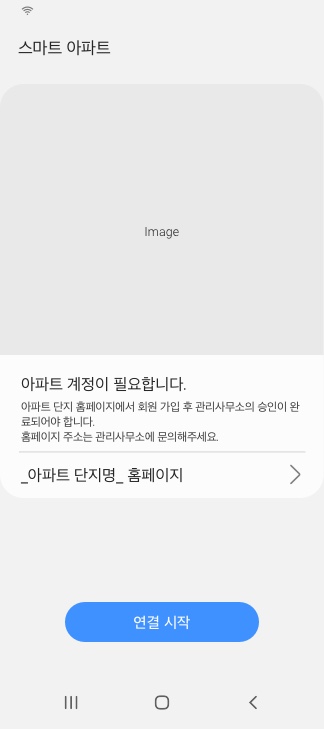 스마트 아파트
Image
아파트 계정이 필요합니다.
아파트 단지 홈페이지에서 회원 가입 후 관리사무소의 승인이 완
료되어야 합니다.
홈페이지 주소는 관리사무소에 문의해주세요.
_아파트 단지명_ 홈페이지
연결 시작